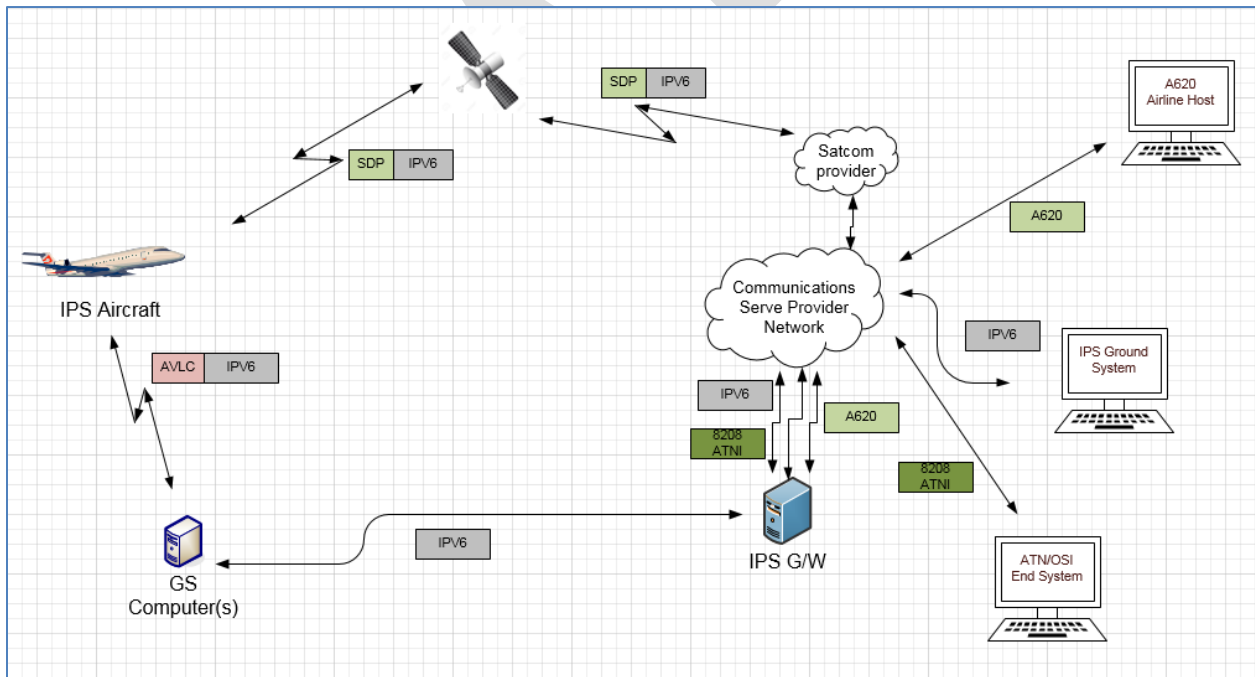 SDP
IPV6
A620
Airline Host
SDP
IPV6
Satcom
provider
A620
Communications
Serve Provider
Network
IPS Aircraft
IPV6
IPS Ground
System
AVLC
IPV6
IPV6
A620
8208
ATNI
8208
ATNI
IPV6
IPS G/W
ATN/OSI
End System
GS
Computer(s)